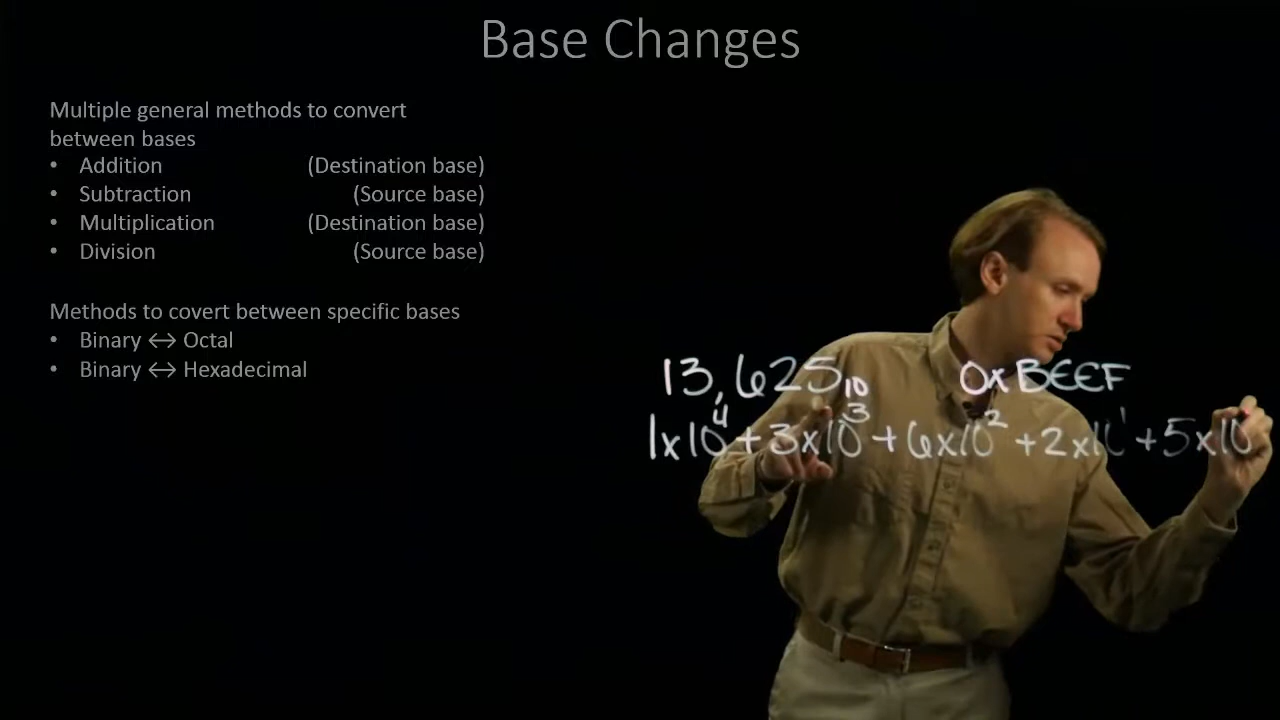 Base Changes
Multiple general methods to convert
between bases
• Addition (Destination base)
• Subtraction (Source base)
• Multiplication (Destination base)
• Division (Source base)
Methods to covert between specific bases
• Binary ↔ Octal
• Binary ↔ Hexadecimal
13,625₁₀ 0xBEEF
1x10⁴+3x10³+6x10²+2x10¹+5x10